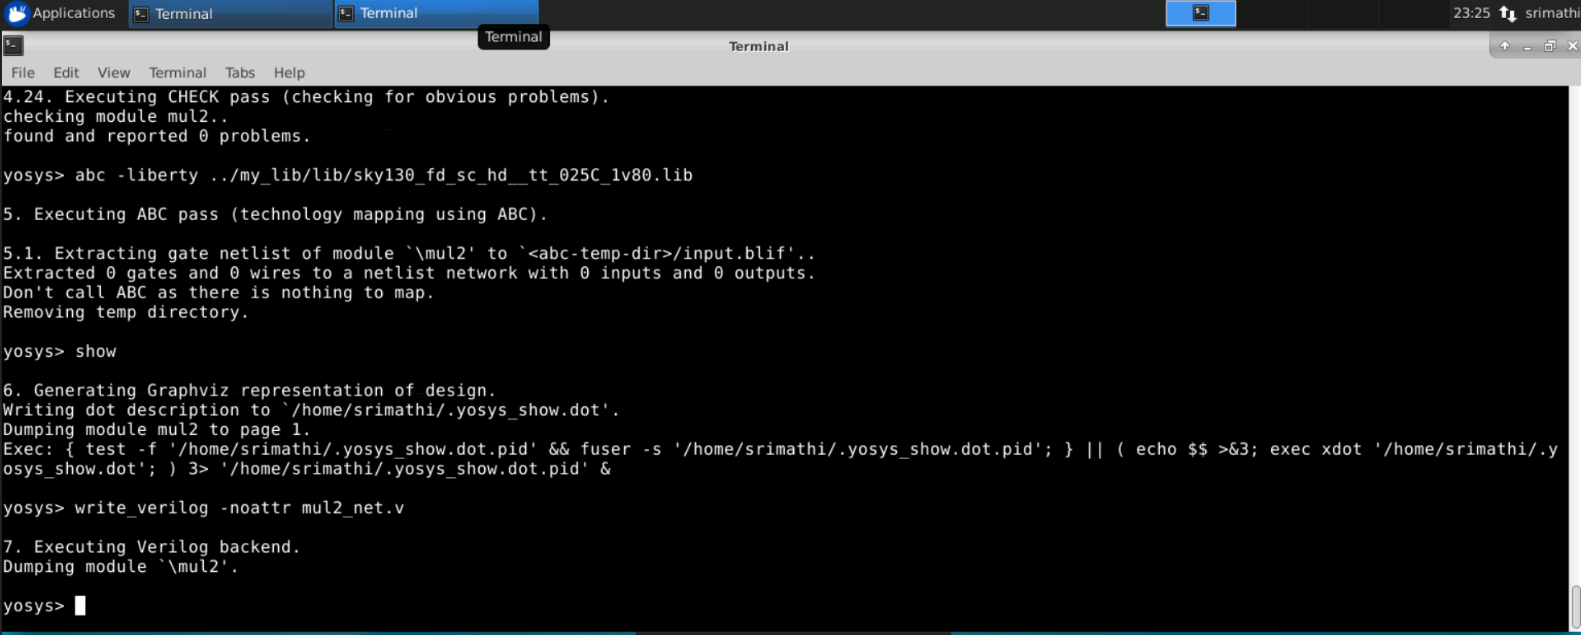 Applications
Terminal
Terminal
23:25
srimathi
Terminal
Terminal
File Edit View Terminal Tabs Help
4.24. Executing CHECK pass (checking for obvious problems).
checking module mul2..
found and reported 0 problems.
yosys> abc -liberty ../my_lib/lib/sky130_fd_sc_hd__tt_025C_1v80.lib
5. Executing ABC pass (technology mapping using ABC).
5.1. Extracting gate netlist of module `\mul2' to `<abc-temp-dir>/input.blif'..
Extracted 0 gates and 0 wires to a netlist network with 0 inputs and 0 outputs.
Don't call ABC as there is nothing to map.
Removing temp directory.
yosys> show
6. Generating Graphviz representation of design.
Writing dot description to `/home/srimathi/.yosys_show.dot'.
Dumping module mul2 to page 1.
Exec: { test -f '/home/srimathi/.yosys_show.dot.pid' && fuser -s '/home/srimathi/.yosys_show.dot.pid'; } || ( echo $$ >&3; exec xdot '/home/srimathi/.y
osys_show.dot'; ) 3> '/home/srimathi/.yosys_show.dot.pid' &
yosys> write_verilog -noattr mul2_net.v
7. Executing Verilog backend.
Dumping module `\mul2'.
yosys>